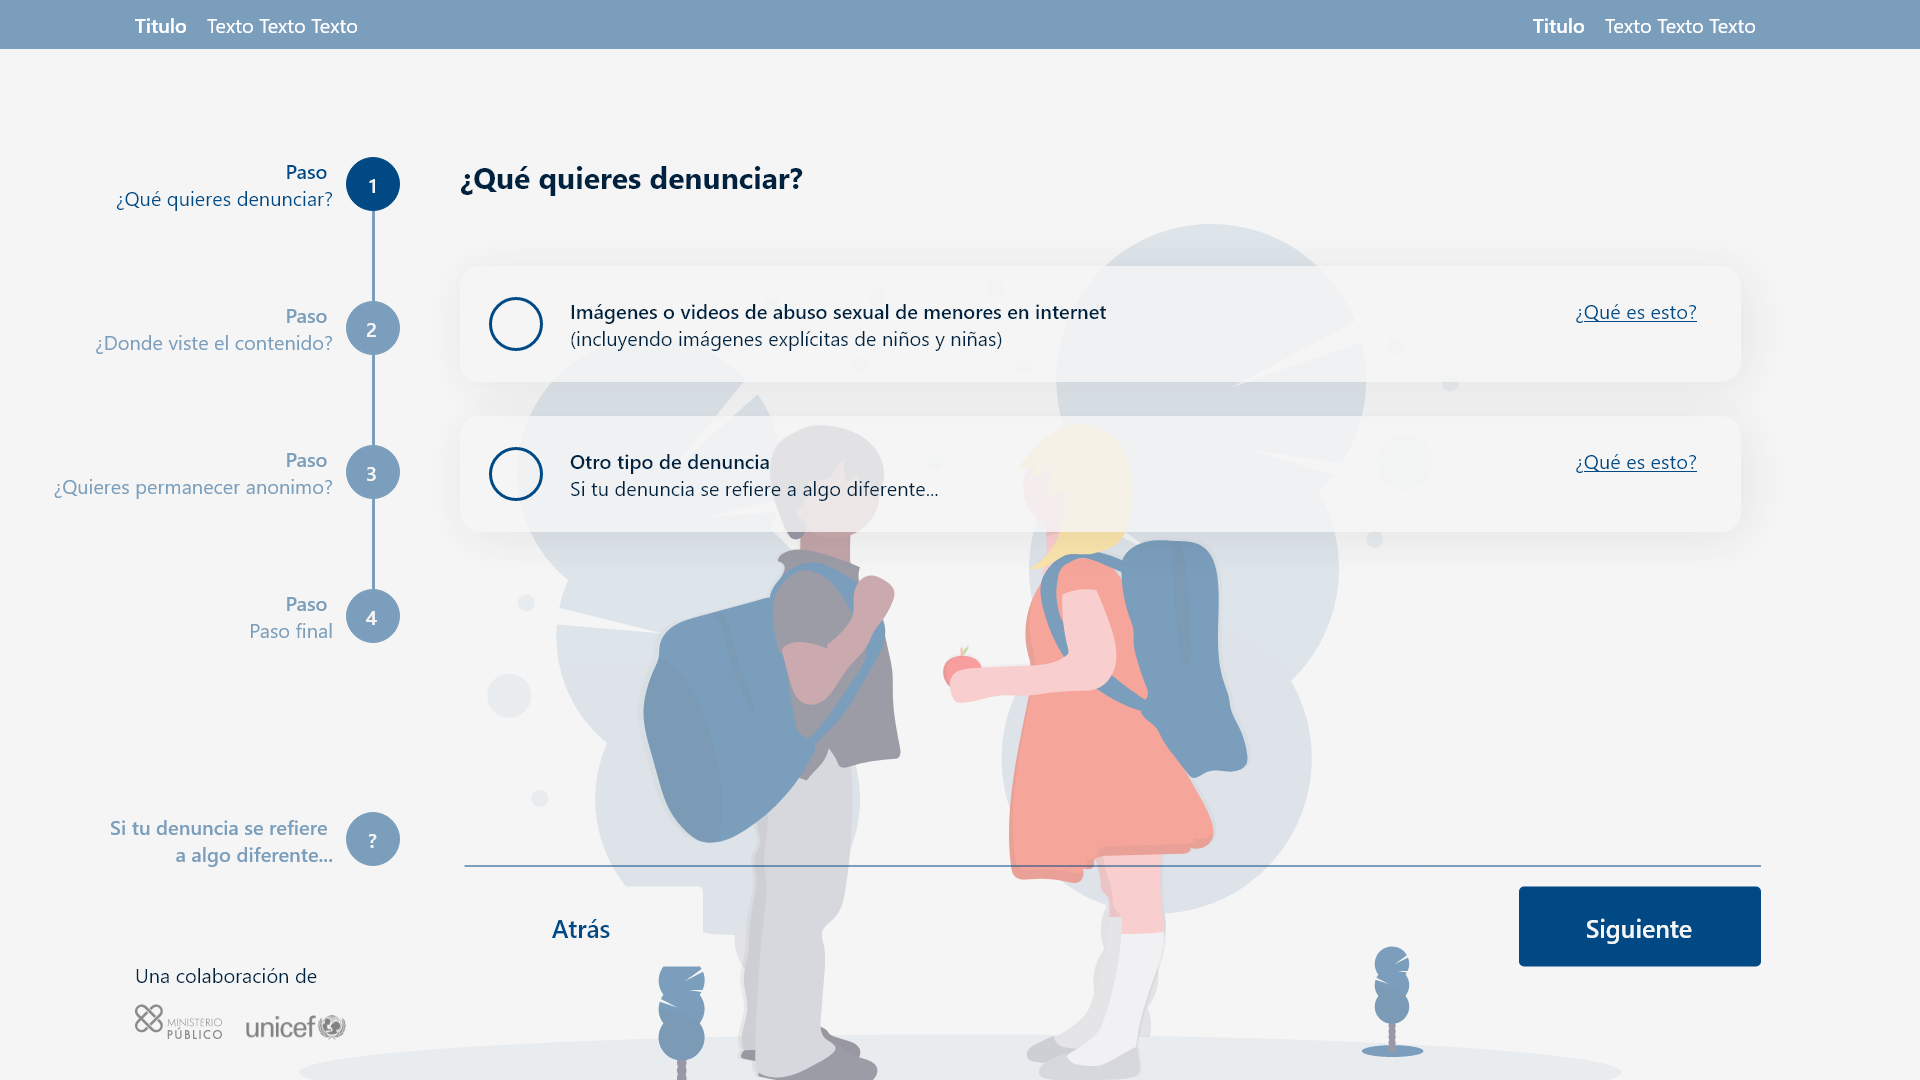 Titulo Texto Texto Texto
Titulo Texto Texto Texto
Paso
¿Qué quieres denunciar?
1
Paso
¿Donde viste el contenido?
2
Paso
¿Quieres permanecer anonimo?
3
Paso
Paso final
4
Si tu denuncia se refiere
a algo diferente...
?
Una colaboración de
MINISTERIO
PÚBLICO
unicef
¿Qué quieres denunciar?
Imágenes o videos de abuso sexual de menores en internet
(incluyendo imágenes explícitas de niños y niñas)
¿Qué es esto?
Otro tipo de denuncia
Si tu denuncia se refiere a algo diferente...
¿Qué es esto?
Atrás
Siguiente